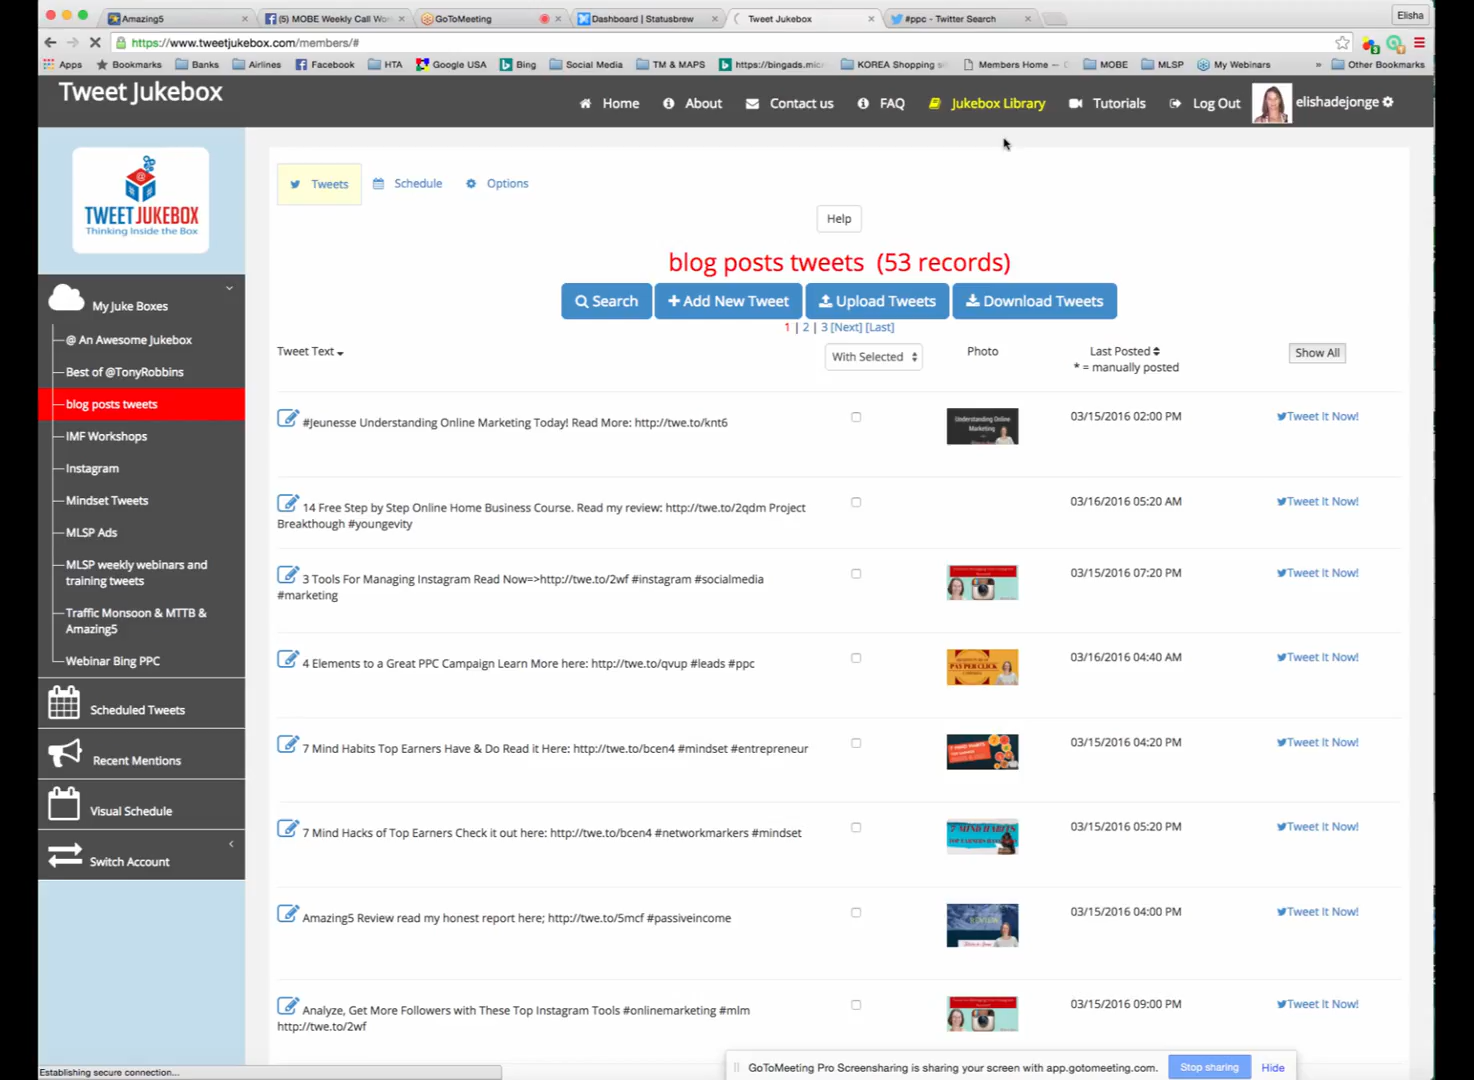 Amazing5
(5) MOBE Weekly Call Wo
GoToMeeting
Dashboard | Statusbrew
Tweet Jukebox
#ppc - Twitter Search
Elisha
https://www.tweetjukebox.com/members/#
Apps
Bookmarks
Banks
Airlines
Facebook
HTA
Google USA
Bing
Social Media
TM & MAPS
https://bingads.mic
KOREA Shopping s
Members Home –
MOBE
MLSP
My Webinars
»
Other Bookmarks
Tweet Jukebox
Home
About
Contact us
FAQ
Jukebox Library
Tutorials
Log Out
elishadejonge
TWEETJUKEBOX
Thinking Inside the Box
My Juke Boxes
@ An Awesome Jukebox
Best of @TonyRobbins
blog posts tweets
IMF Workshops
Instagram
Mindset Tweets
MLSP Ads
MLSP weekly webinars and
training tweets
Traffic Monsoon & MTTB &
Amazing5
Webinar Bing PPC
Scheduled Tweets
Recent Mentions
Visual Schedule
Switch Account
Tweets
Schedule
Options
Help
blog posts tweets (53 records)
Search
+Add New Tweet
Upload Tweets
Download Tweets
1 | 2 | 3 [Next] [Last]
Tweet Text
With Selected
Photo
Last Posted
* = manually posted
Show All
#Jeunesse Understanding Online Marketing Today! Read More: http://twe.to/knt6
Understanding Online
Marketing
03/15/2016 02:00 PM
Tweet It Now!
14 Free Step by Step Online Home Business Course. Read my review: http://twe.to/2qdm Project
Breakthough #youngevity
03/16/2016 05:20 AM
Tweet It Now!
3 Tools For Managing Instagram Read Now=>http://twe.to/2wf #instagram #socialmedia
#marketing
03/15/2016 07:20 PM
Tweet It Now!
4 Elements to a Great PPC Campaign Learn More here: http://twe.to/qvup #leads #ppc
PAY PER CLICK
03/16/2016 04:40 AM
Tweet It Now!
7 Mind Habits Top Earners Have & Do Read it Here: http://twe.to/bcen4 #mindset #entrepreneur
7 MIND HABITS
03/15/2016 04:20 PM
Tweet It Now!
7 Mind Hacks of Top Earners Check it out here: http://twe.to/bcen4 #networkmarkers #mindset
7 MIND HABITS
TOP EARNERS
03/15/2016 05:20 PM
Tweet It Now!
Amazing5 Review read my honest report here; http://twe.to/5mcf #passiveincome
REVIEW
03/15/2016 04:00 PM
Tweet It Now!
Analyze, Get More Followers with These Top Instagram Tools #onlinemarketing #mlm
http://twe.to/2wf
03/15/2016 09:00 PM
Tweet It Now!
Establishing secure connection...
GoToMeeting Pro Screensharing is sharing your screen with app.gotomeeting.com.
Stop sharing
Hide